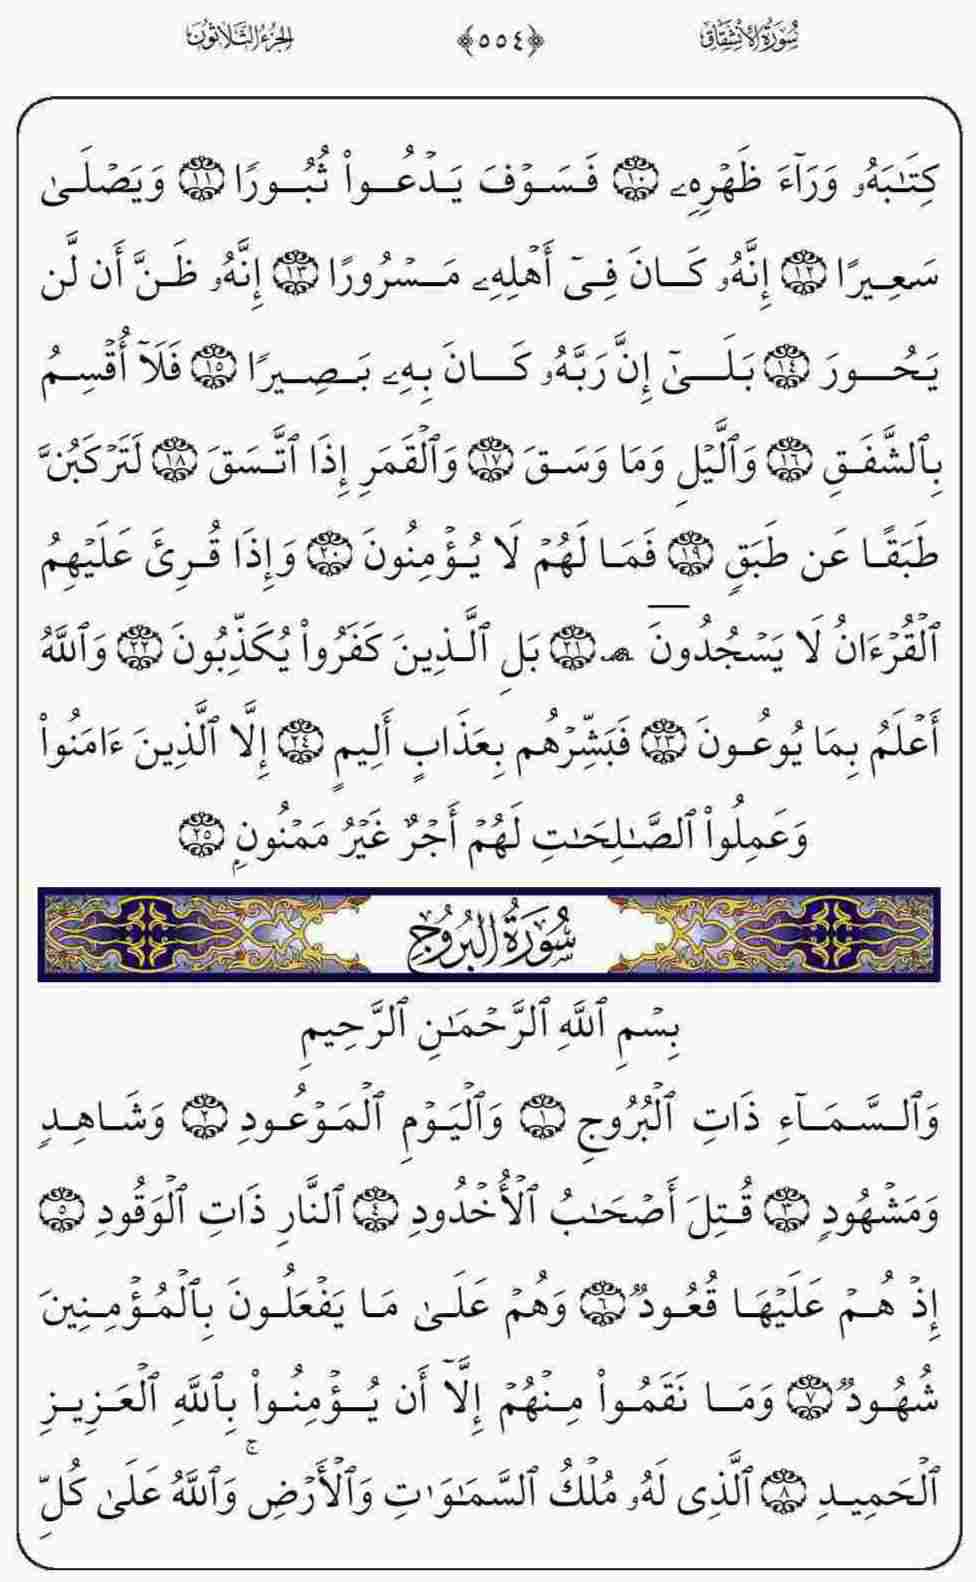 سُورَةُ الانشِقَاقِ ﴿٥٥٤﴾ الجُزءُ الثَّلَاثُونَ
كِتَٰبَهُۥ وَرَآءَ ظَهْرِهِۦ ١٠ فَسَوْفَ يَدْعُوا۟ ثُبُورًا ١١ وَيَصْلَىٰ
سَعِيرًا ١٢ إِنَّهُۥ كَانَ فِىٓ أَهْلِهِۦ مَسْرُورًا ١٣ إِنَّهُۥ ظَنَّ أَن لَّن
يَحُورَ ١٤ بَلَىٰٓ إِنَّ رَبَّهُۥ كَانَ بِهِۦ بَصِيرًا ١٥ فَلَآ أُقْسِمُ
بِٱلشَّفَقِ ١٦ وَٱلَّيْلِ وَمَا وَسَقَ ١٧ وَٱلْقَمَرِ إِذَا ٱتَّسَقَ ١٨ لَتَرْكَبُنَّ
طَبَقًا عَن طَبَقٍ ١٩ فَمَا لَهُمْ لَا يُؤْمِنُونَ ٢٠ وَإِذَا قُرِئَ عَلَيْهِمُ
ٱلْقُرْءَانُ لَا يَسْجُدُونَ ۩ ٢١ بَلِ ٱلَّذِينَ كَفَرُوا۟ يُكَذِّبُونَ ٢٢ وَٱللَّهُ
أَعْلَمُ بِمَا يُوعُونَ ٢٣ فَبَشِّرْهُم بِعَذَابٍ أَلِيمٍ ٢٤ إِلَّا ٱلَّذِينَ ءَامَنُوا۟
وَعَمِلُوا۟ ٱلصَّٰلِحَٰتِ لَهُمْ أَجْرٌ غَيْرُ مَمْنُونٍۭ ٢٥
سُورَةُ البُرُوجِ
بِسْمِ ٱللَّهِ ٱلرَّحْمَٰنِ ٱلرَّحِيمِ
وَٱلسَّمَآءِ ذَاتِ ٱلْبُرُوجِ ١ وَٱلْيَوْمِ ٱلْمَوْعُودِ ٢ وَشَاهِدٍ
وَمَشْهُودٍ ٣ قُتِلَ أَصْحَٰبُ ٱلْأُخْدُودِ ٤ ٱلنَّارِ ذَاتِ ٱلْوَقُودِ ٥
إِذْ هُمْ عَلَيْهَا قُعُودٌ ٦ وَهُمْ عَلَىٰ مَا يَفْعَلُونَ بِٱلْمُؤْمِنِينَ
شُهُودٌ ٧ وَمَا نَقَمُوا۟ مِنْهُمْ إِلَّآ أَن يُؤْمِنُوا۟ بِٱللَّهِ ٱلْعَزِيزِ
ٱلْحَمِيدِ ٨ ٱلَّذِى لَهُۥ مُلْكُ ٱلسَّمَٰوَٰتِ وَٱلْأَرْضِ ۚ وَٱللَّهُ عَلَىٰ كُلِّ